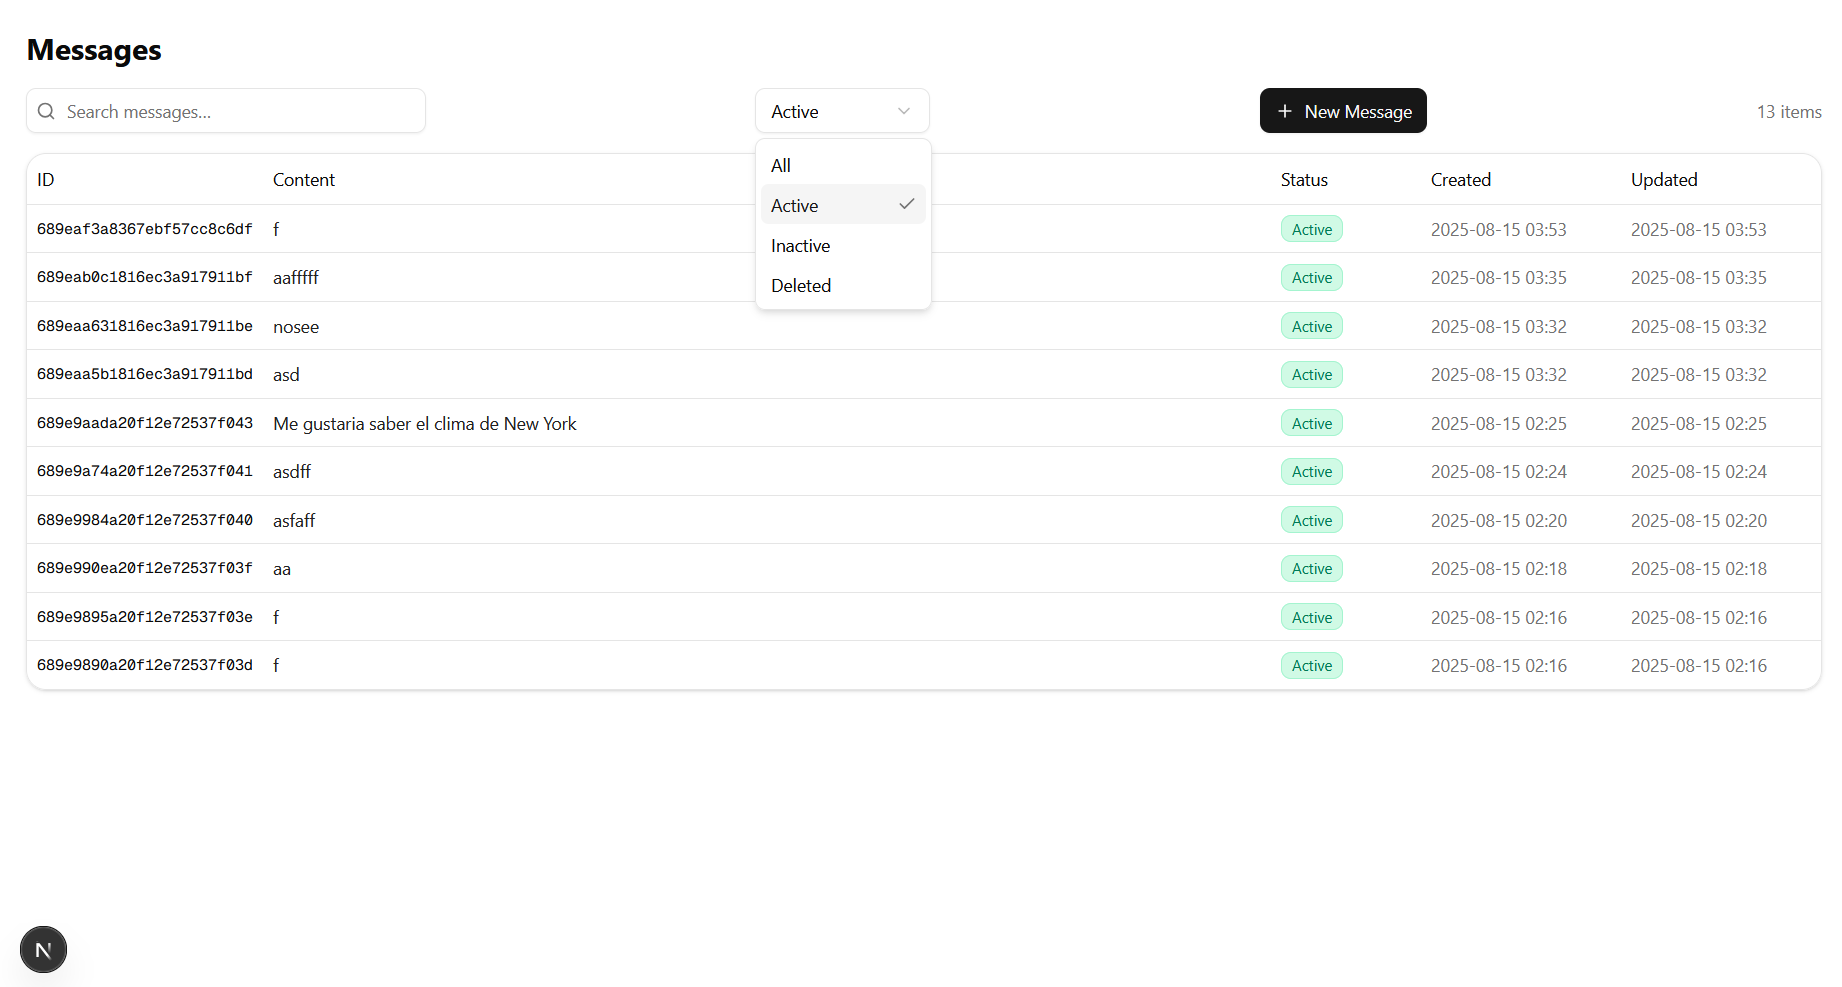 Messages
Search messages...
Active
New Message
13 items
All
Active
Inactive
Deleted
ID Content Status Created Updated
689eaf3a8367ebf57cc8c6df f Active 2025-08-15 03:53 2025-08-15 03:53
689eab0c1816ec3a917911bf aafffff Active 2025-08-15 03:35 2025-08-15 03:35
689eaa631816ec3a917911be nosee Active 2025-08-15 03:32 2025-08-15 03:32
689eaa5b1816ec3a917911bd asd Active 2025-08-15 03:32 2025-08-15 03:32
689e9aada20f12e72537f043 Me gustaria saber el clima de New York Active 2025-08-15 02:25 2025-08-15 02:25
689e9a74a20f12e72537f041 asdff Active 2025-08-15 02:24 2025-08-15 02:24
689e9984a20f12e72537f040 asfaff Active 2025-08-15 02:20 2025-08-15 02:20
689e990ea20f12e72537f03f aa Active 2025-08-15 02:18 2025-08-15 02:18
689e9895a20f12e72537f03e f Active 2025-08-15 02:16 2025-08-15 02:16
689e9890a20f12e72537f03d f Active 2025-08-15 02:16 2025-08-15 02:16
N